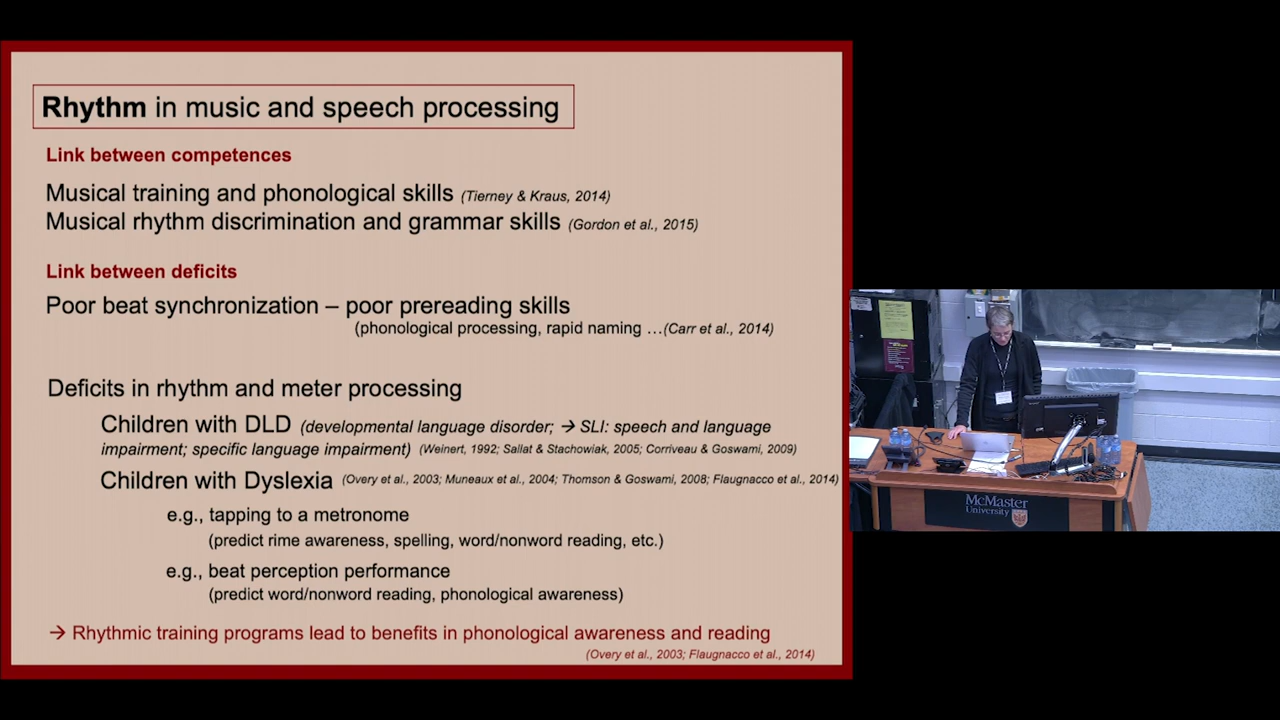 Rhythm in music and speech processing
Link between competences
Musical training and phonological skills (Tierney & Kraus, 2014)
Musical rhythm discrimination and grammar skills (Gordon et al., 2015)
Link between deficits
Poor beat synchronization – poor prereading skills
(phonological processing, rapid naming …(Carr et al., 2014)
Deficits in rhythm and meter processing
Children with DLD (developmental language disorder; → SLI: speech and language
impairment; specific language impairment) (Weinert, 1992; Sallat & Stachowiak, 2005; Corriveau & Goswami, 2009)
Children with Dyslexia (Overy et al., 2003; Muneaux et al., 2004; Thomson & Goswami, 2008; Flaugnacco et al., 2014)
e.g., tapping to a metronome
(predict rime awareness, spelling, word/nonword reading, etc.)
e.g., beat perception performance
(predict word/nonword reading, phonological awareness)
→ Rhythmic training programs lead to benefits in phonological awareness and reading
(Overy et al., 2003; Flaugnacco et al., 2014)
McMaster
University